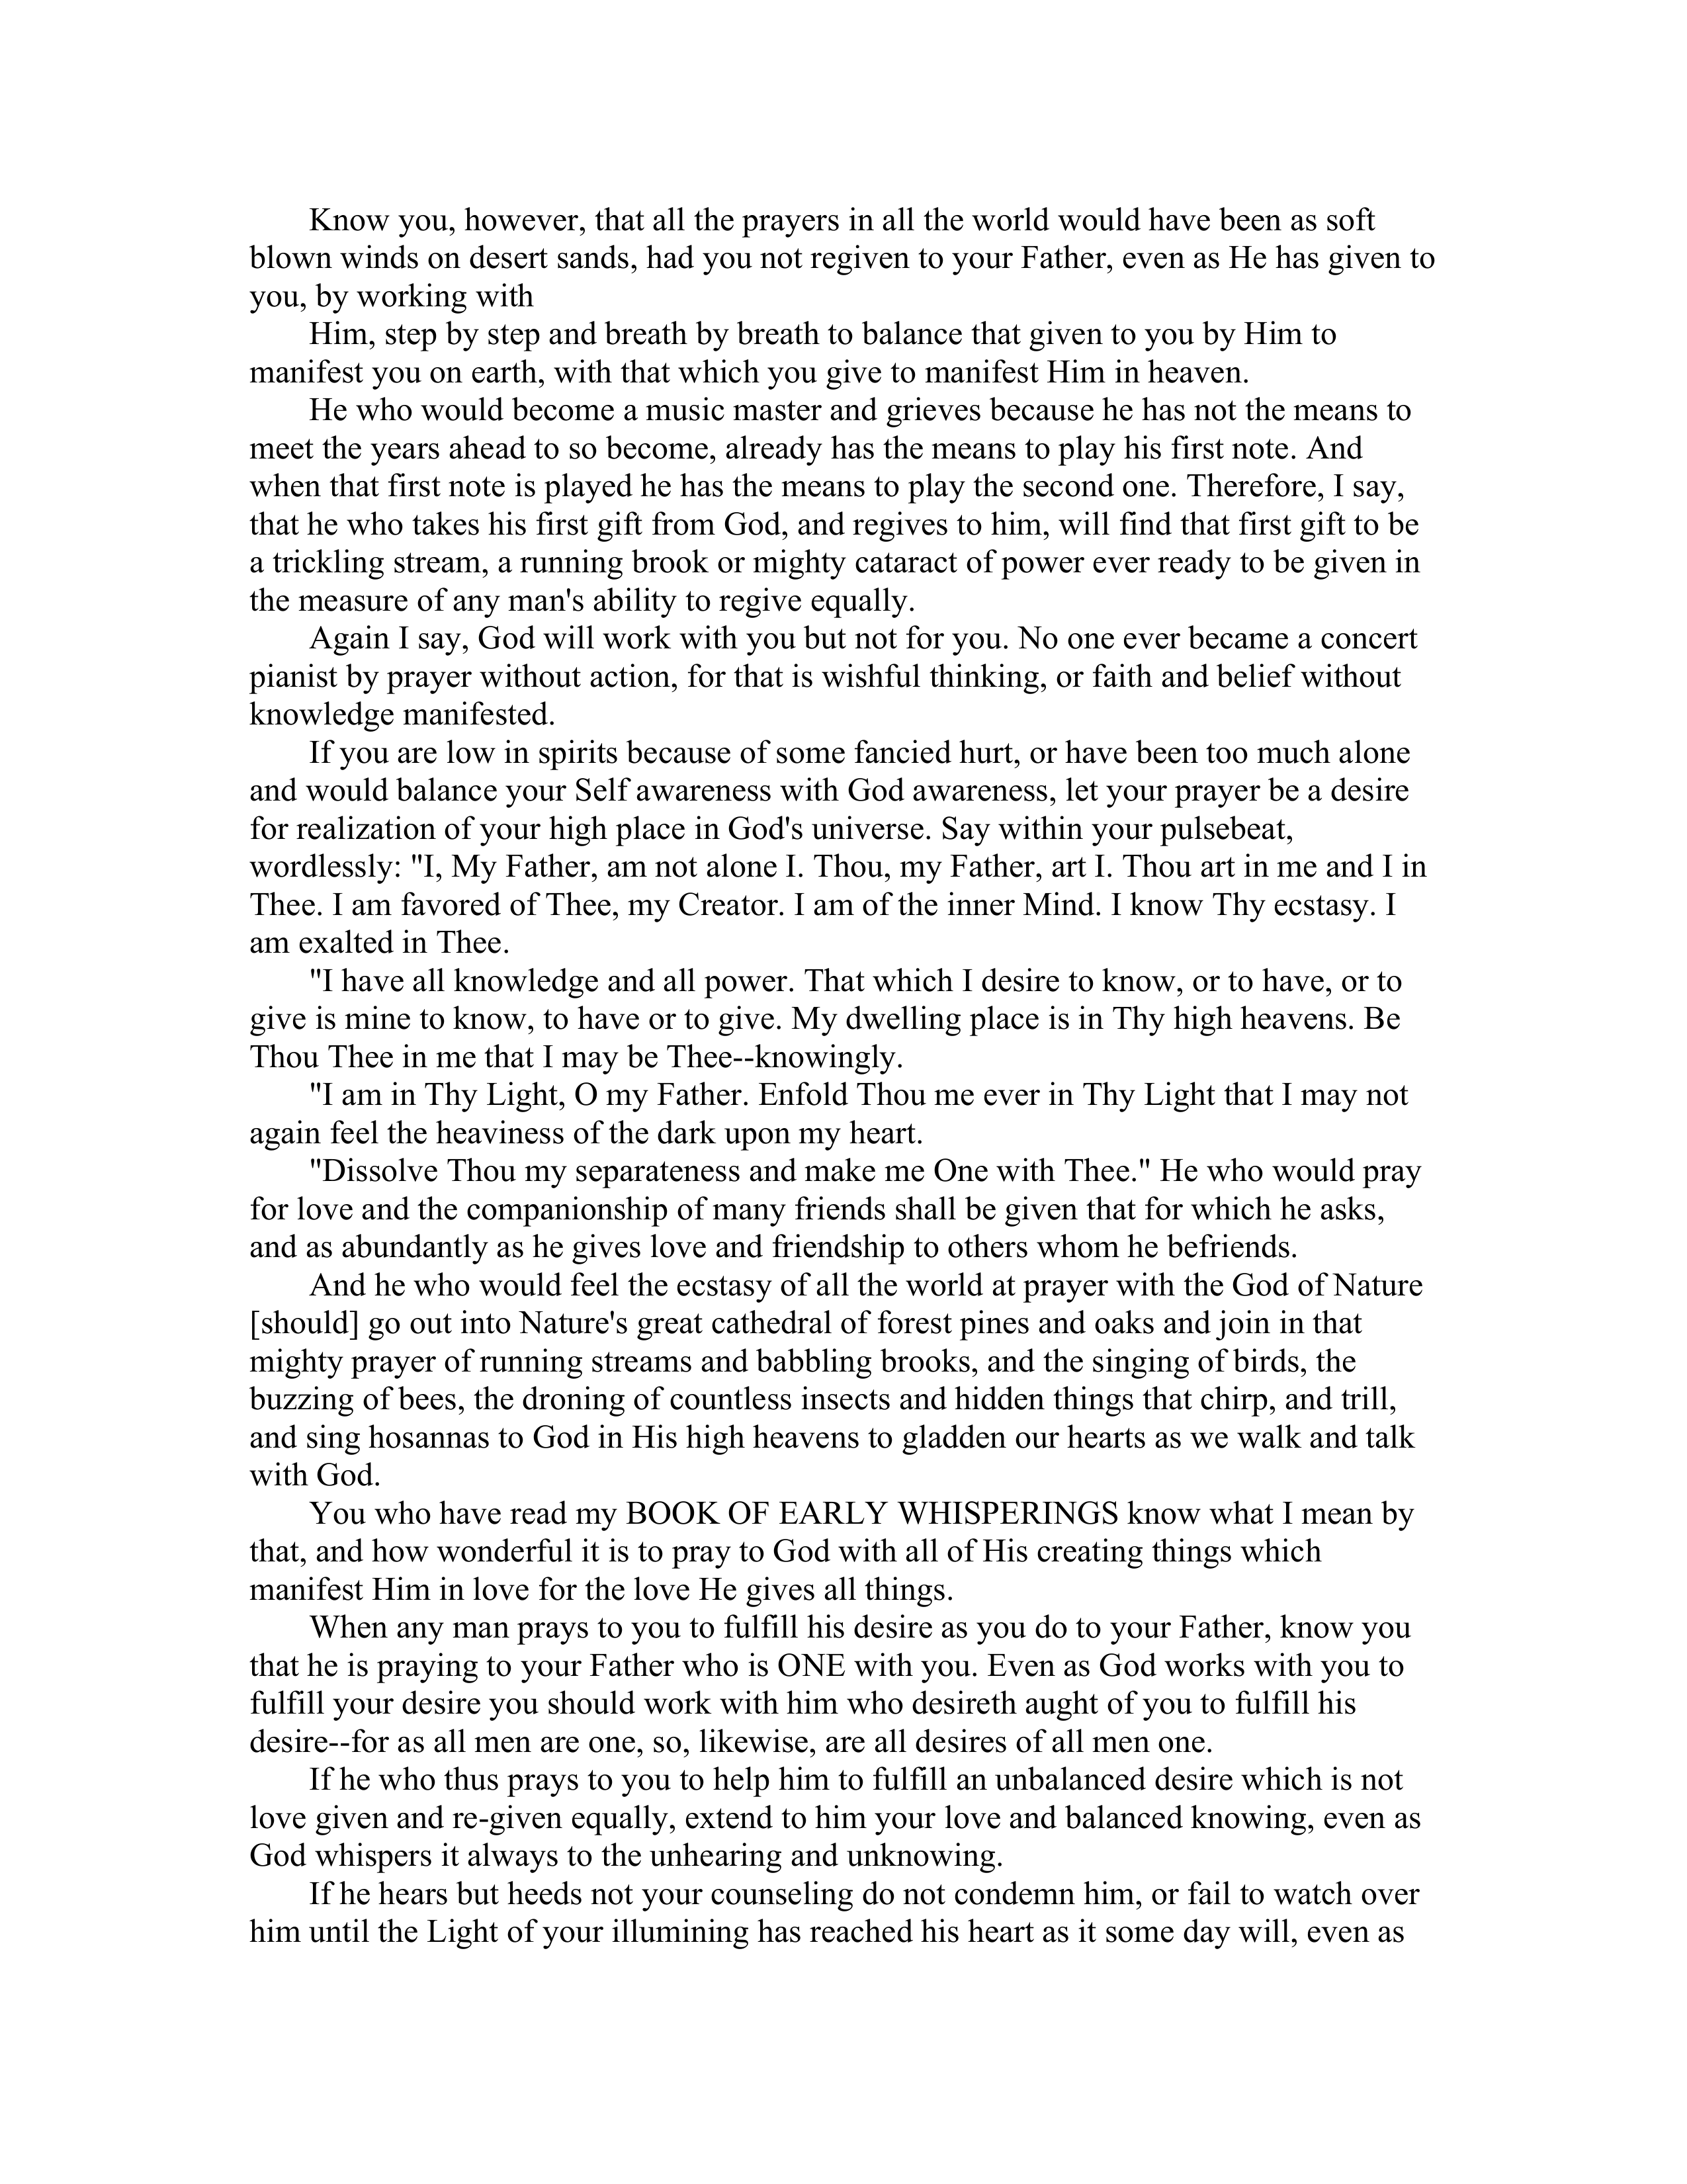 Know you, however, that all the prayers in all the world would have been as soft
blown winds on desert sands, had you not regiven to your Father, even as He has given to
you, by working with
Him, step by step and breath by breath to balance that given to you by Him to
manifest you on earth, with that which you give to manifest Him in heaven.
He who would become a music master and grieves because he has not the means to
meet the years ahead to so become, already has the means to play his first note. And
when that first note is played he has the means to play the second one. Therefore, I say,
that he who takes his first gift from God, and regives to him, will find that first gift to be
a trickling stream, a running brook or mighty cataract of power ever ready to be given in
the measure of any man's ability to regive equally.
Again I say, God will work with you but not for you. No one ever became a concert
pianist by prayer without action, for that is wishful thinking, or faith and belief without
knowledge manifested.
If you are low in spirits because of some fancied hurt, or have been too much alone
and would balance your Self awareness with God awareness, let your prayer be a desire
for realization of your high place in God's universe. Say within your pulsebeat,
wordlessly: "I, My Father, am not alone I. Thou, my Father, art I. Thou art in me and I in
Thee. I am favored of Thee, my Creator. I am of the inner Mind. I know Thy ecstasy. I
am exalted in Thee.
"I have all knowledge and all power. That which I desire to know, or to have, or to
give is mine to know, to have or to give. My dwelling place is in Thy high heavens. Be
Thou Thee in me that I may be Thee--knowingly.
"I am in Thy Light, O my Father. Enfold Thou me ever in Thy Light that I may not
again feel the heaviness of the dark upon my heart.
"Dissolve Thou my separateness and make me One with Thee." He who would pray
for love and the companionship of many friends shall be given that for which he asks,
and as abundantly as he gives love and friendship to others whom he befriends.
And he who would feel the ecstasy of all the world at prayer with the God of Nature
[should] go out into Nature's great cathedral of forest pines and oaks and join in that
mighty prayer of running streams and babbling brooks, and the singing of birds, the
buzzing of bees, the droning of countless insects and hidden things that chirp, and trill,
and sing hosannas to God in His high heavens to gladden our hearts as we walk and talk
with God.
You who have read my BOOK OF EARLY WHISPERINGS know what I mean by
that, and how wonderful it is to pray to God with all of His creating things which
manifest Him in love for the love He gives all things.
When any man prays to you to fulfill his desire as you do to your Father, know you
that he is praying to your Father who is ONE with you. Even as God works with you to
fulfill your desire you should work with him who desireth aught of you to fulfill his
desire--for as all men are one, so, likewise, are all desires of all men one.
If he who thus prays to you to help him to fulfill an unbalanced desire which is not
love given and re-given equally, extend to him your love and balanced knowing, even as
God whispers it always to the unhearing and unknowing.
If he hears but heeds not your counseling do not condemn him, or fail to watch over
him until the Light of your illumining has reached his heart as it some day will, even as